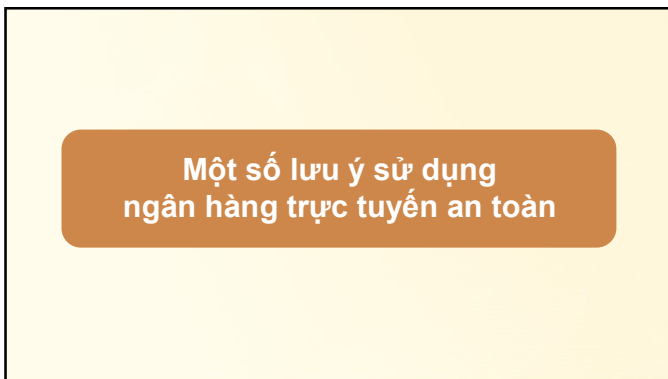 Một số lưu ý sử dụng
ngân hàng trực tuyến an toàn